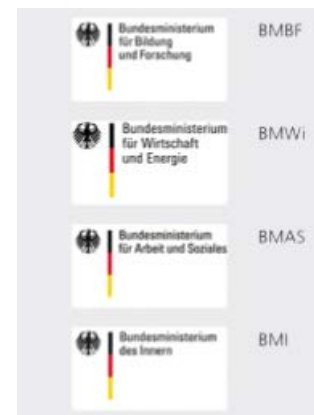 Bundesministerium
für Bildung
und Forschung
BMBF
Bundesministerium
für Wirtschaft
und Energie
BMWi
Bundesministerium
für Arbeit und Soziales
BMAS
Bundesministerium
des Innern
BMI